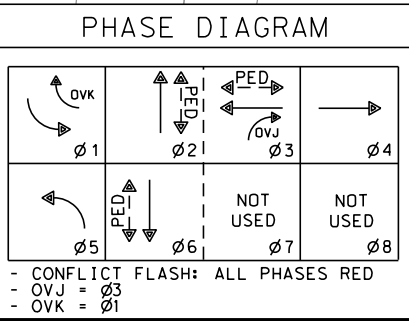 PHASE DIAGRAM
OVK
Ø1
PED
Ø2
PED
OVJ
Ø3
Ø4
Ø5
PED
Ø6
NOT
USED
Ø7
NOT
USED
Ø8
- CONFLICT FLASH: ALL PHASES RED
- OVJ = Ø3
- OVK = Ø1